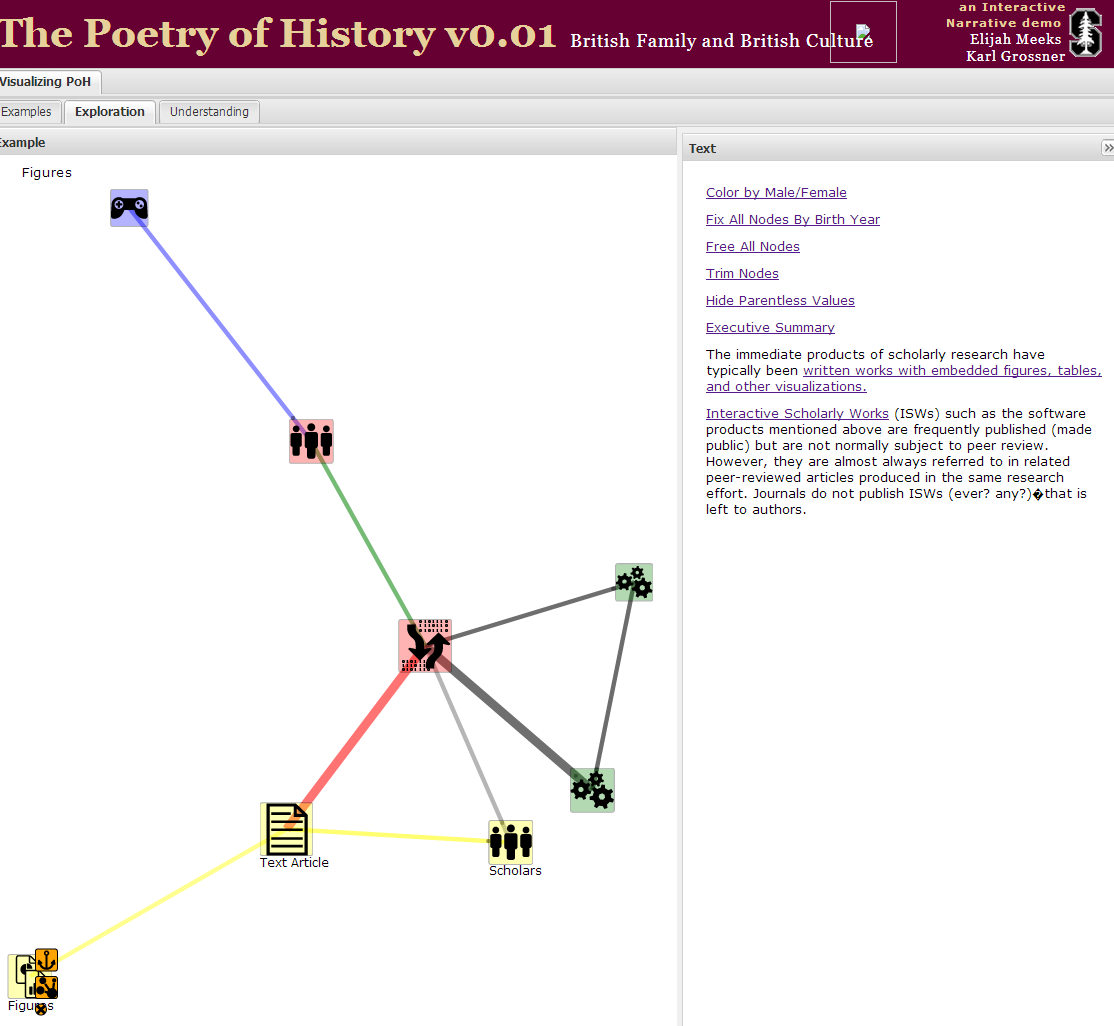 The Poetry of History v0.01 British Family and British Culture
an Interactive
Narrative demo
Elijah Meeks
Karl Grossner
Visualizing PoH
Examples Exploration Understanding
Example
Figures
Text Article
Scholars
Figures
Text
Color by Male/Female
Fix All Nodes By Birth Year
Free All Nodes
Trim Nodes
Hide Parentless Values
Executive Summary
The immediate products of scholarly research have
typically been written works with embedded figures, tables,
and other visualizations.
Interactive Scholarly Works (ISWs) such as the software
products mentioned above are frequently published (made
public) but are not normally subject to peer review.
However, they are almost always referred to in related
peer-reviewed articles produced in the same research
effort. Journals do not publish ISWs (ever? any?)�that is
left to authors.